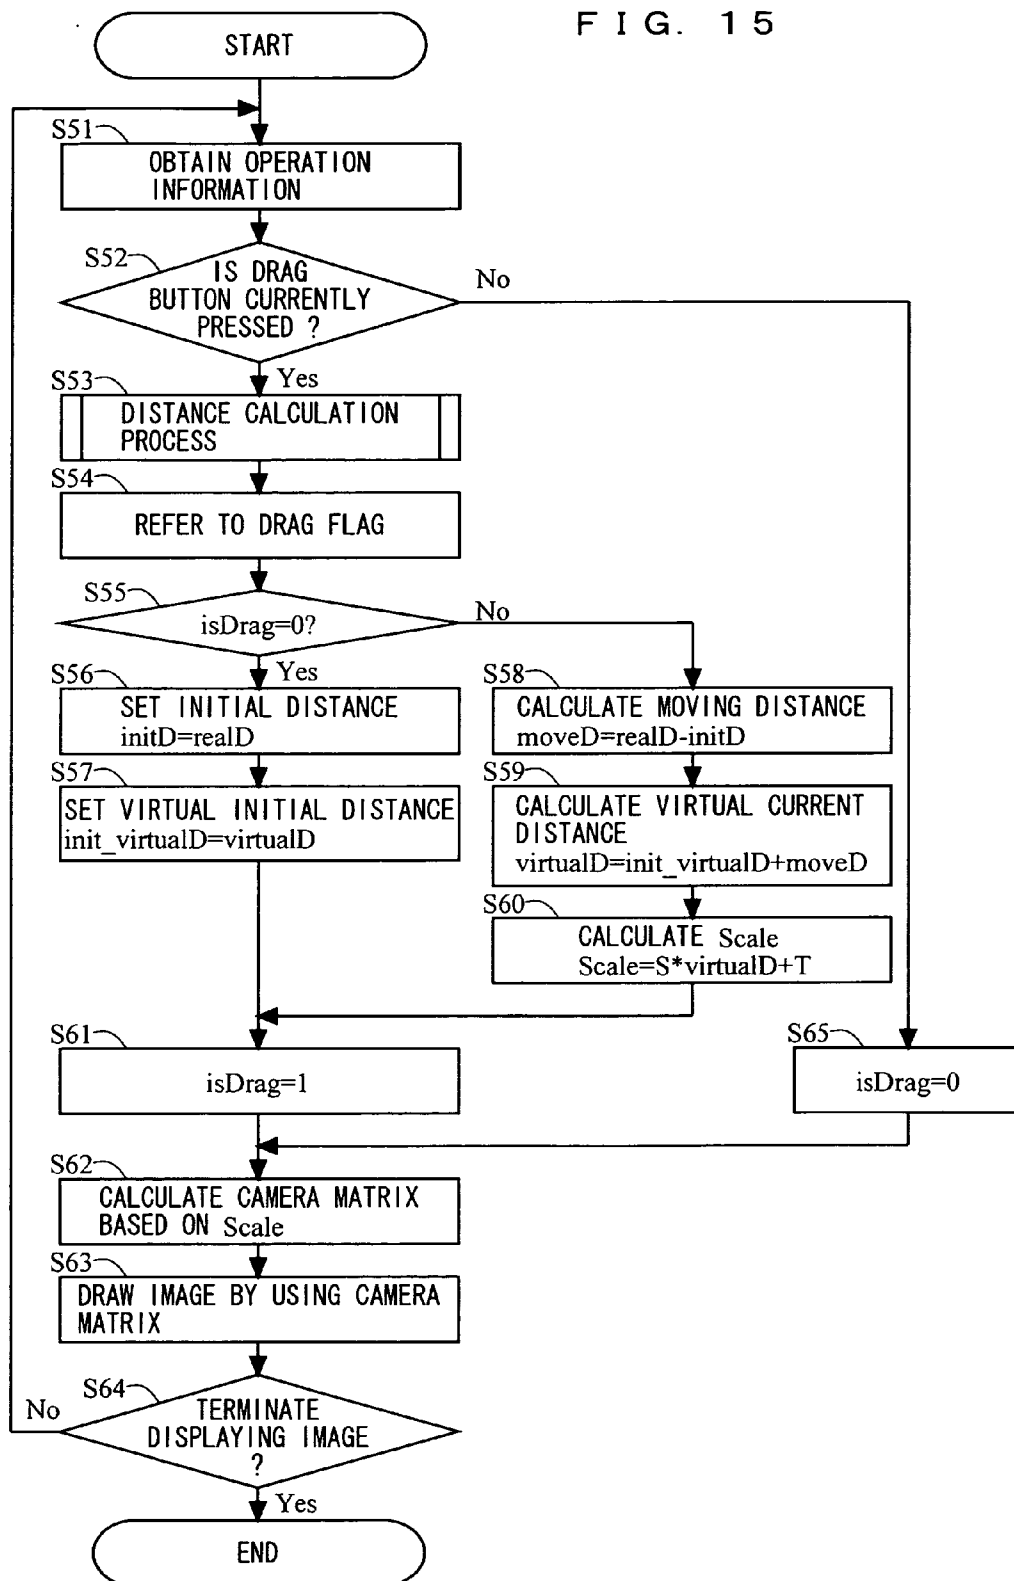 FIG. 15
START
S51
OBTAIN OPERATION
INFORMATION
S52
IS DRAG
BUTTON CURRENTLY
PRESSED ?
No
Yes
S53
DISTANCE CALCULATION
PROCESS
S54
REFER TO DRAG FLAG
S55
isDrag=0?
No
Yes
S56
SET INITIAL DISTANCE
initD=realD
S57
SET VIRTUAL INITIAL DISTANCE
init_virtualD=virtualD
S58
CALCULATE MOVING DISTANCE
moveD=realD-initD
S59
CALCULATE VIRTUAL CURRENT
DISTANCE
virtualD=init_virtualD+moveD
S60
CALCULATE Scale
Scale=S*virtualD+T
S61
isDrag=1
S65
isDrag=0
S62
CALCULATE CAMERA MATRIX
BASED ON Scale
S63
DRAW IMAGE BY USING CAMERA
MATRIX
S64
TERMINATE
DISPLAYING IMAGE
?
No
Yes
END